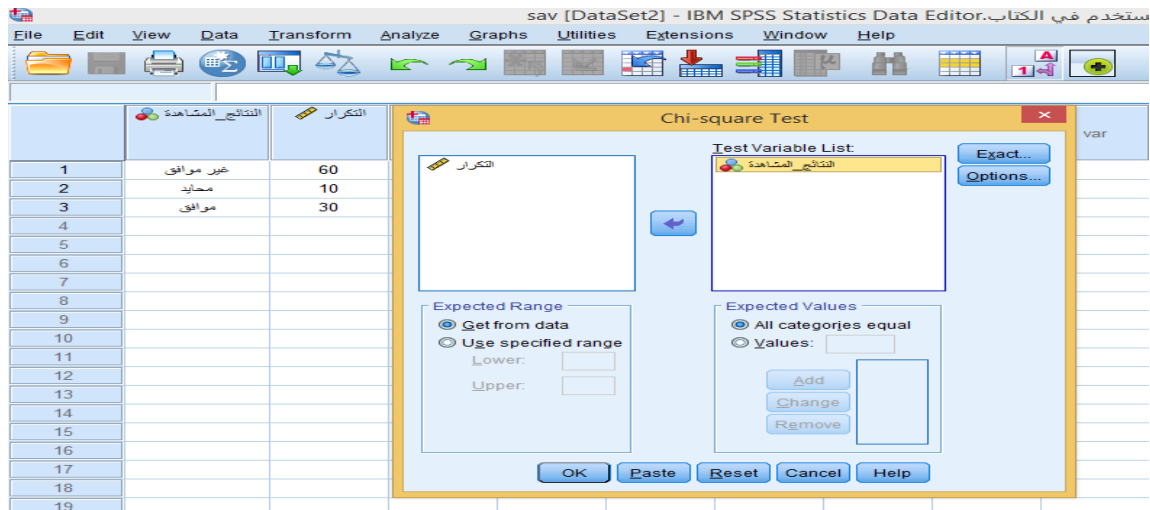 sav [DataSet2] - IBM SPSS Statistics Data Editor.ستخدم في الكتاب
File Edit View Data Transform Analyze Graphs Utilities Extensions Window Help
النتائج_المشاهدة التكرار var
1 غير موافق 60
2 محايد 10
3 موافق 30
4
5
6
7
8
9
10
11
12
13
14
15
16
17
18
19
Chi-square Test
Test Variable List:
التكرار
النتائج_المشاهدة
Exact...
Options...
Expected Range
Get from data
Use specified range
Lower:
Upper:
Expected Values
All categories equal
Values:
Add
Change
Remove
OK Paste Reset Cancel Help